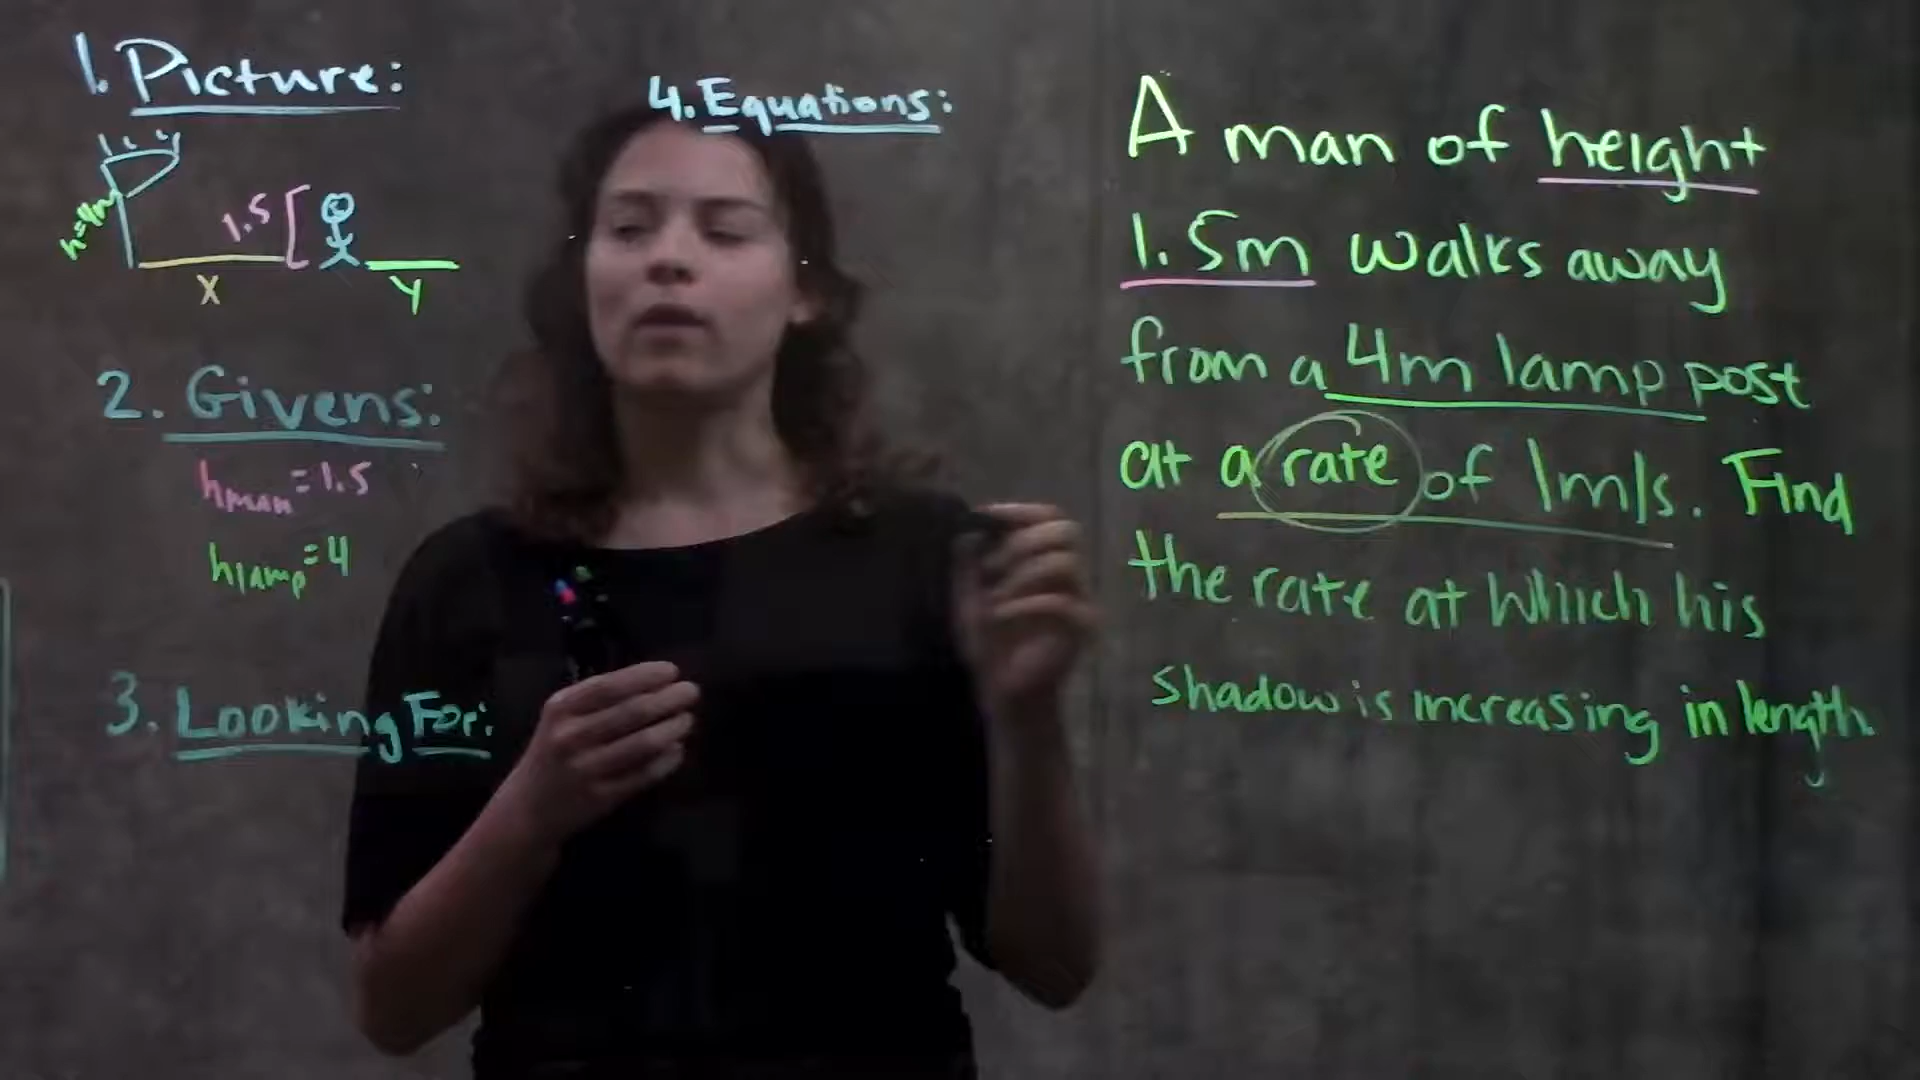 1. Picture:
h=4m
1.5
X
Y
2. Givens:
hman=1.5
hlamp=4
3. Looking For:
4. Equations:
A man of height
1.5m walks away
from a 4m lamp post
at a rate of 1m/s. Find
the rate at which his
shadow is increasing in length.